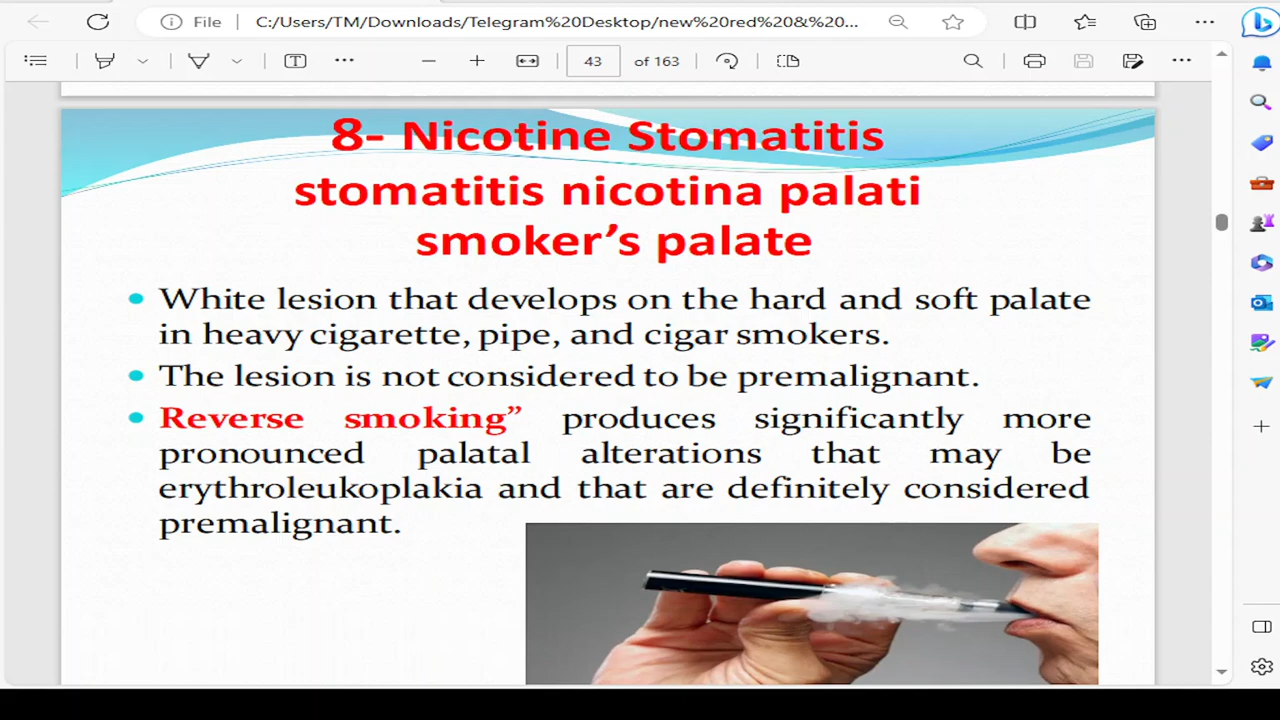 File
C:/Users/TM/Downloads/Telegram%20Desktop/new%20red%20&%20...
43 of 163
8- Nicotine Stomatitis
stomatitis nicotina palati
smoker’s palate
• White lesion that develops on the hard and soft palate
in heavy cigarette, pipe, and cigar smokers.
• The lesion is not considered to be premalignant.
• Reverse smoking” produces significantly more
pronounced palatal alterations that may be
erythroleukoplakia and that are definitely considered
premalignant.